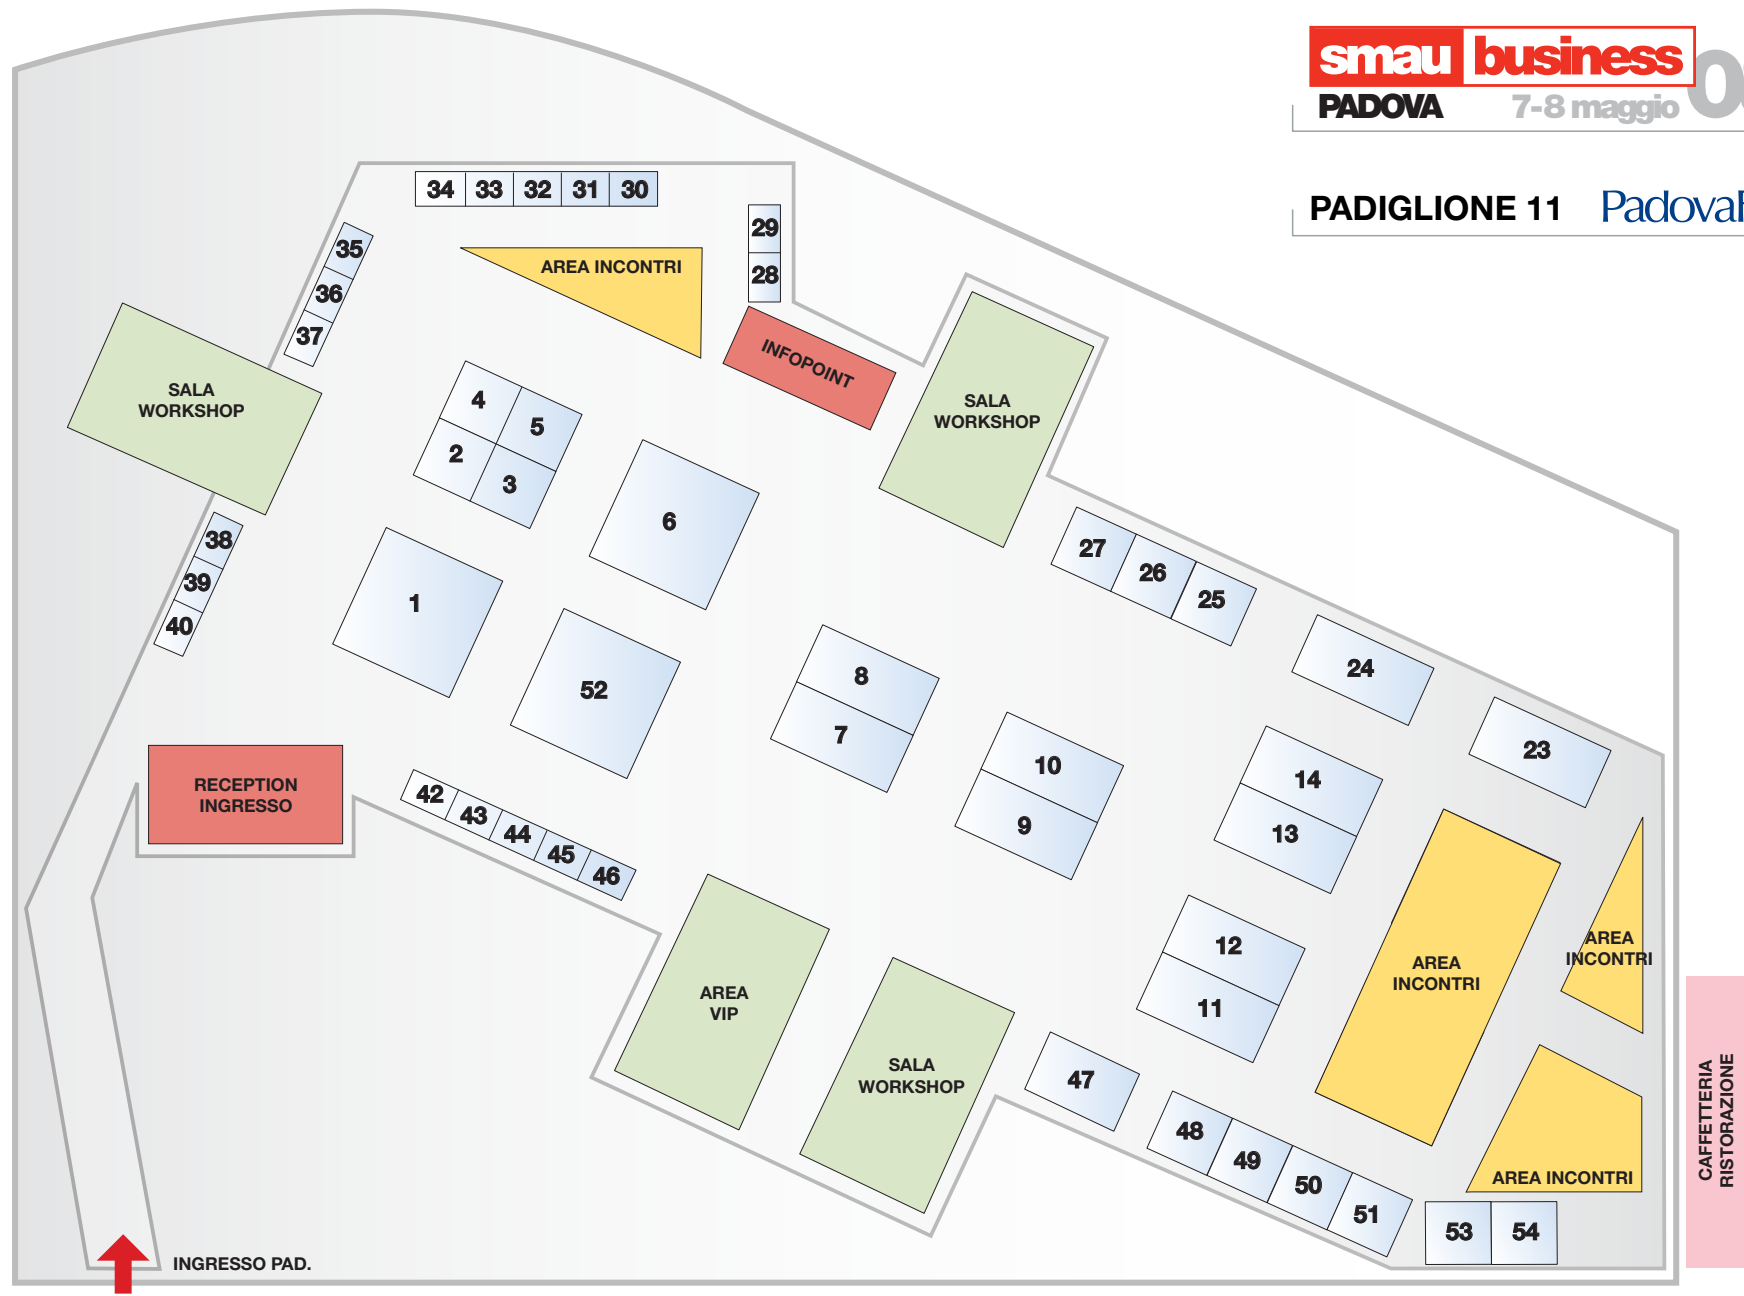 smau business
PADOVA 7-8 maggio
PADIGLIONE 11
34 33 32 31 30
29
28
35
36
37
AREA INCONTRI
INFOPOINT
SALA
WORKSHOP
SALA
WORKSHOP
4
5
2
3
6
38
39
40
1
52
27
26
25
24
23
8
7
10
9
14
13
12
11
RECEPTION
INGRESSO
42
43
44
45
46
AREA
VIP
SALA
WORKSHOP
AREA
INCONTRI
AREA
INCONTRI
AREA INCONTRI
47
48
49
50
51
53 54
CAFFETTERIA
RISTORAZIONE
INGRESSO PAD.